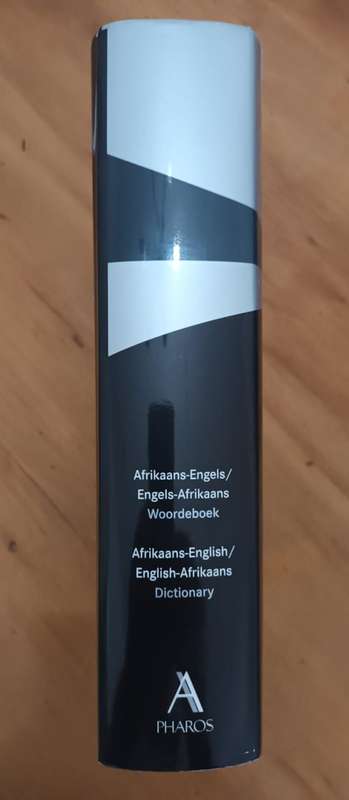 Afrikaans-Engels/
Engels-Afrikaans
Woordeboek
Afrikaans-English/
English-Afrikaans
Dictionary
PHAROS